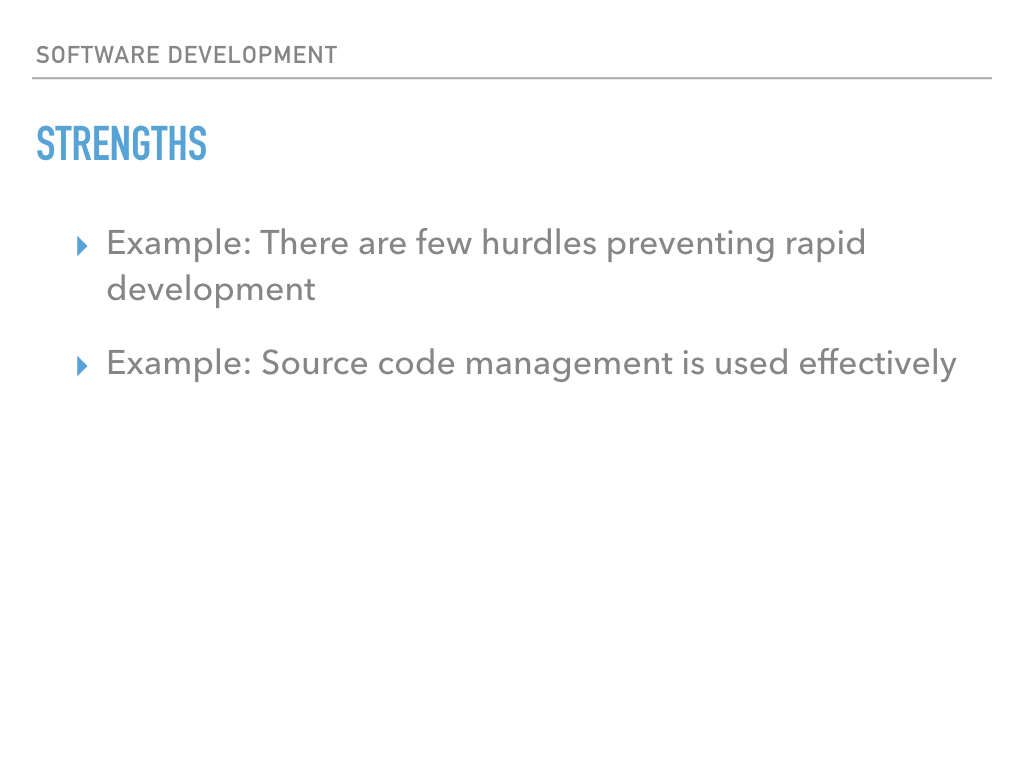 SOFTWARE DEVELOPMENT
STRENGTHS
Example: There are few hurdles preventing rapid
development
Example: Source code management is used effectively